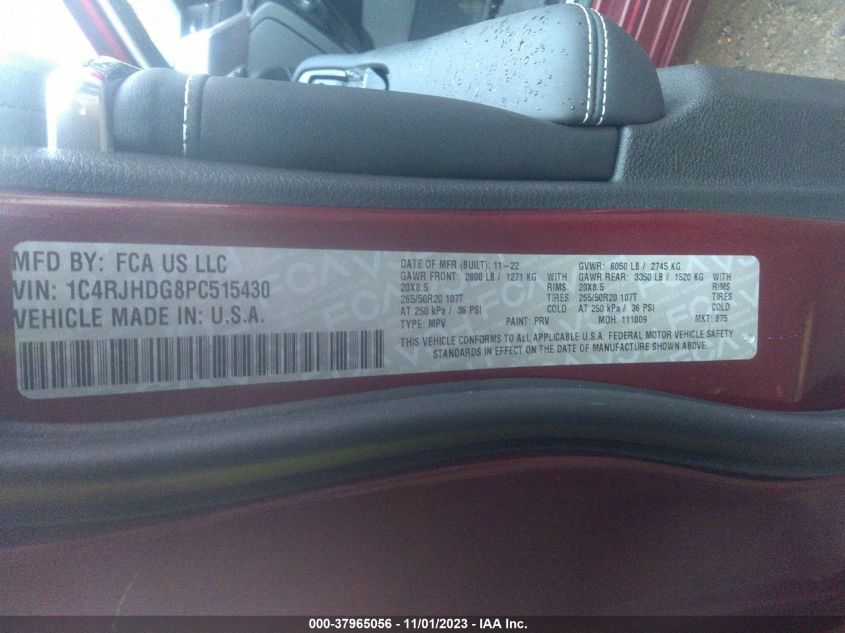 MFD BY: FCA US LLC
VIN: 1C4RJHDG8PC515430
VEHICLE MADE IN: U.S.A.
DATE OF MFR (BUILT): 11-22 GVWR: 6050 LB / 2745 KG
GAWR FRONT: 2800 LB / 1271 KG GAWR REAR: 3350 LB / 1520 KG
20X8.5 RIMS 20X8.5 RIMS
265/50R20 107T TIRES 265/50R20 107T TIRES
AT 250 kPa / 36 PSI COLD AT 250 kPa / 36 PSI COLD
TYPE: MPV PAINT: PRV MDH: 111009 MKT: 875
THIS VEHICLE CONFORMS TO ALL APPLICABLE U.S.A. FEDERAL MOTOR VEHICLE SAFETY
STANDARDS IN EFFECT ON THE DATE OF MANUFACTURE SHOWN ABOVE.
000-37965056 - 11/01/2023 - IAA Inc.